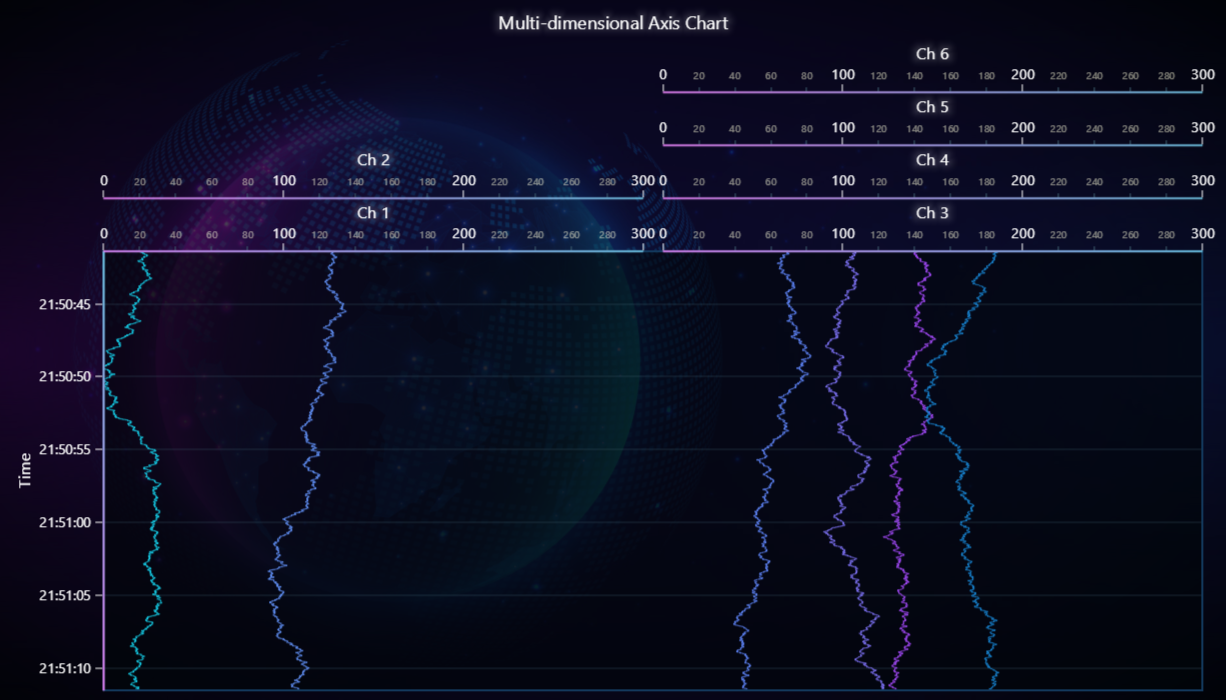 Multi-dimensional Axis Chart
Ch 6
0 20 40 60 80 100 120 140 160 180 200 220 240 260 280 300
Ch 5
0 20 40 60 80 100 120 140 160 180 200 220 240 260 280 300
Ch 2
0 20 40 60 80 100 120 140 160 180 200 220 240 260 280 300
Ch 4
0 20 40 60 80 100 120 140 160 180 200 220 240 260 280 300
Ch 1
0 20 40 60 80 100 120 140 160 180 200 220 240 260 280 300
Ch 3
0 20 40 60 80 100 120 140 160 180 200 220 240 260 280 300
Time
21:50:45
21:50:50
21:50:55
21:51:00
21:51:05
21:51:10